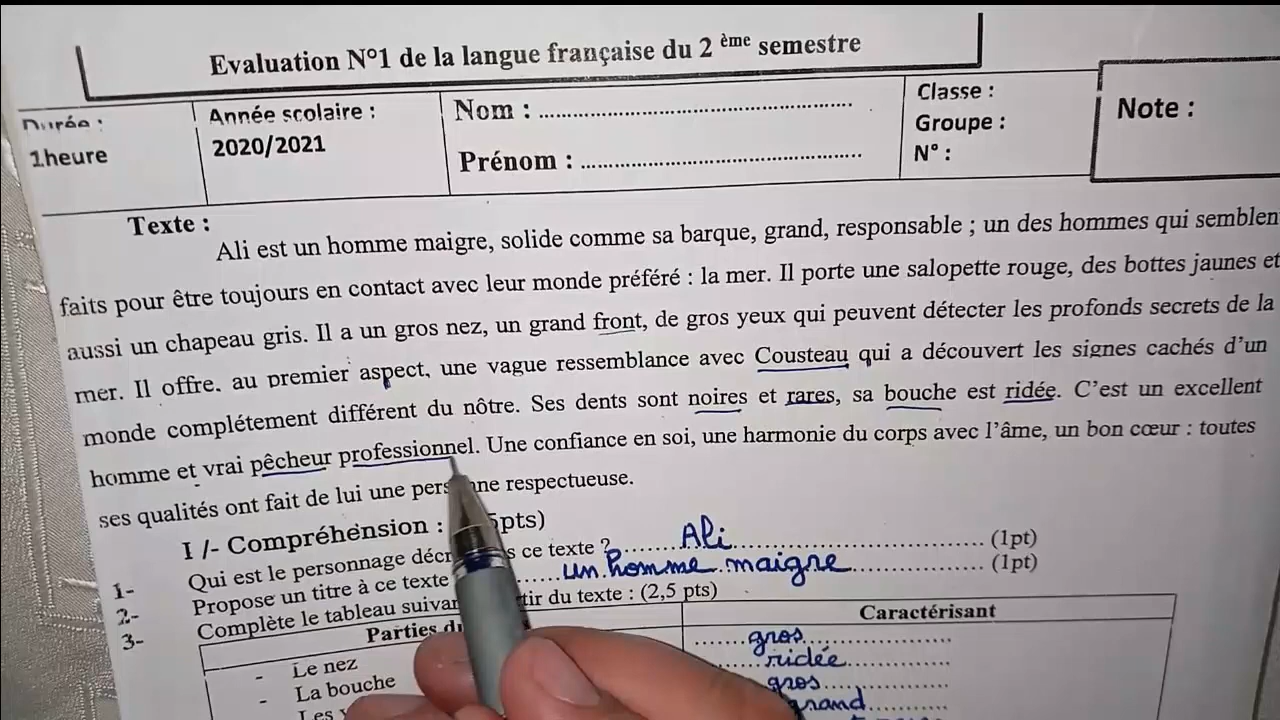 Evaluation N°1 de la langue française du 2 ème semestre
Durée :
1heure
Année scolaire :
2020/2021
Nom : ..........................................
Prénom : ..........................................
Classe :
Groupe :
N° :
Note :
Texte :
Ali est un homme maigre, solide comme sa barque, grand, responsable ; un des hommes qui semblen
faits pour être toujours en contact avec leur monde préféré : la mer. Il porte une salopette rouge, des bottes jaunes et
aussi un chapeau gris. Il a un gros nez, un grand front, de gros yeux qui peuvent détecter les profonds secrets de la
mer. Il offre. au premier aspect, une vague ressemblance avec Cousteau qui a découvert les signes cachés d'un
monde complétement différent du nôtre. Ses dents sont noires et rares, sa bouche est ridée. C'est un excellent
homme et vrai pêcheur professionnel. Une confiance en soi, une harmonie du corps avec l'âme, un bon cœur : toutes
ses qualités ont fait de lui une respectueuse.
I /- Compréhension : pts)
1- Qui est le personnage ce texte ? ....... Ali ....... (1pt)
2- Propose un titre à ce texte ...... un homme maigre ....... (1pt)
3- Complète le tableau du texte : (2,5 pts)
Parties Caractérisant
- Le nez ......gros......
- La bouche ridée......
Les gros......
grand......